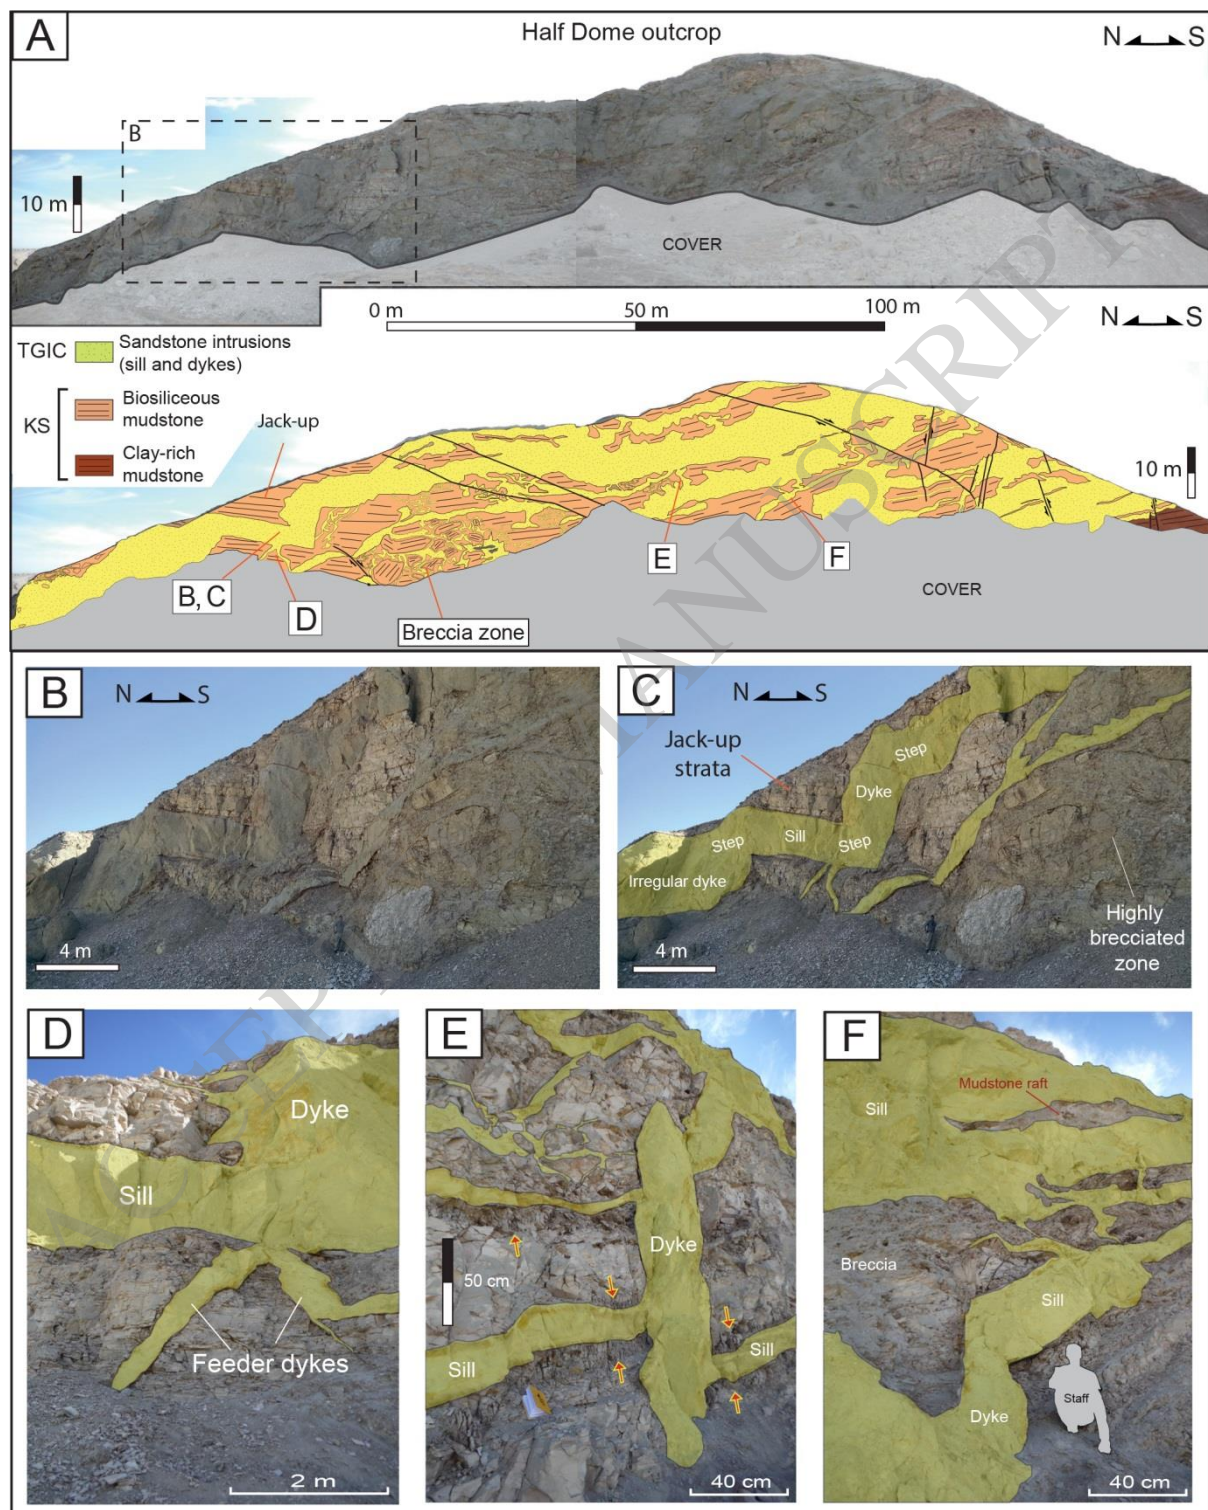 A
Half Dome outcrop
N S
B
10 m
COVER
0 m 50 m 100 m
N S
TGIC
Sandstone intrusions
(sill and dykes)
KS
Biosiliceous
mudstone
Clay-rich
mudstone
Jack-up
10 m
B, C
D
Breccia zone
E
F
COVER
B
N S
4 m
C
N S
Jack-up
strata
Step
Dyke
Step
Sill
Step
Irregular dyke
Highly
brecciated
zone
4 m
D
Dyke
Sill
Feeder dykes
2 m
E
Dyke
50 cm
Sill
Sill
40 cm
F
Mudstone raft
Sill
Breccia
Sill
Staff
Dyke
40 cm
ACCEPTED MANUSCRIPT